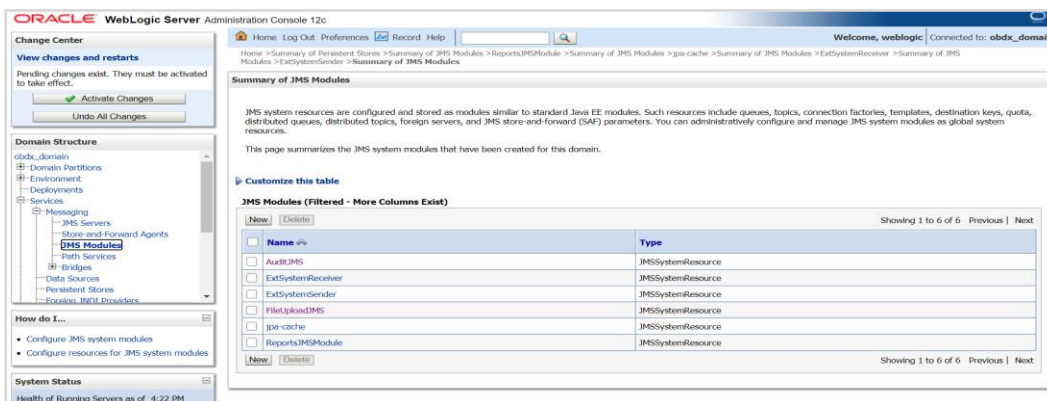 ORACLE WebLogic Server Administration Console 12c
Change Center
View changes and restarts
Pending changes exist. They must be activated
to take effect.
Activate Changes
Undo All Changes
Domain Structure
obdx_domain
Domain Partitions
Environment
Deployments
Services
Messaging
JMS Servers
Store-and-Forward Agents
JMS Modules
Path Services
Bridges
Data Sources
Persistent Stores
Foreign JNDI Providers
How do I...
Configure JMS system modules
Configure resources for JMS system modules
System Status
Health of Running Servers as of 4:22 PM
Home Log Out Preferences Record Help
Welcome, weblogic Connected to: obdx_domai
Home >Summary of Persistent Stores >Summary of JMS Modules >ReportsJMSModule >Summary of JMS Modules >jpa-cache >Summary of JMS Modules >ExtSystemReceiver >Summary of JMS
Modules >ExtSystemSender >Summary of JMS Modules
Summary of JMS Modules
JMS system resources are configured and stored as modules similar to standard Java EE modules. Such resources include queues, topics, connection factories, templates, destination keys, quota,
distributed queues, distributed topics, foreign servers, and JMS store-and-forward (SAF) parameters. You can administratively configure and manage JMS system modules as global system
resources.
This page summarizes the JMS system modules that have been created for this domain.
Customize this table
JMS Modules (Filtered - More Columns Exist)
New Delete Showing 1 to 6 of 6 Previous | Next
Name Type
AuditJMS JMSSystemResource
ExtSystemReceiver JMSSystemResource
ExtSystemSender JMSSystemResource
FileUploadJMS JMSSystemResource
jpa-cache JMSSystemResource
ReportsJMSModule JMSSystemResource
New Delete Showing 1 to 6 of 6 Previous | Next